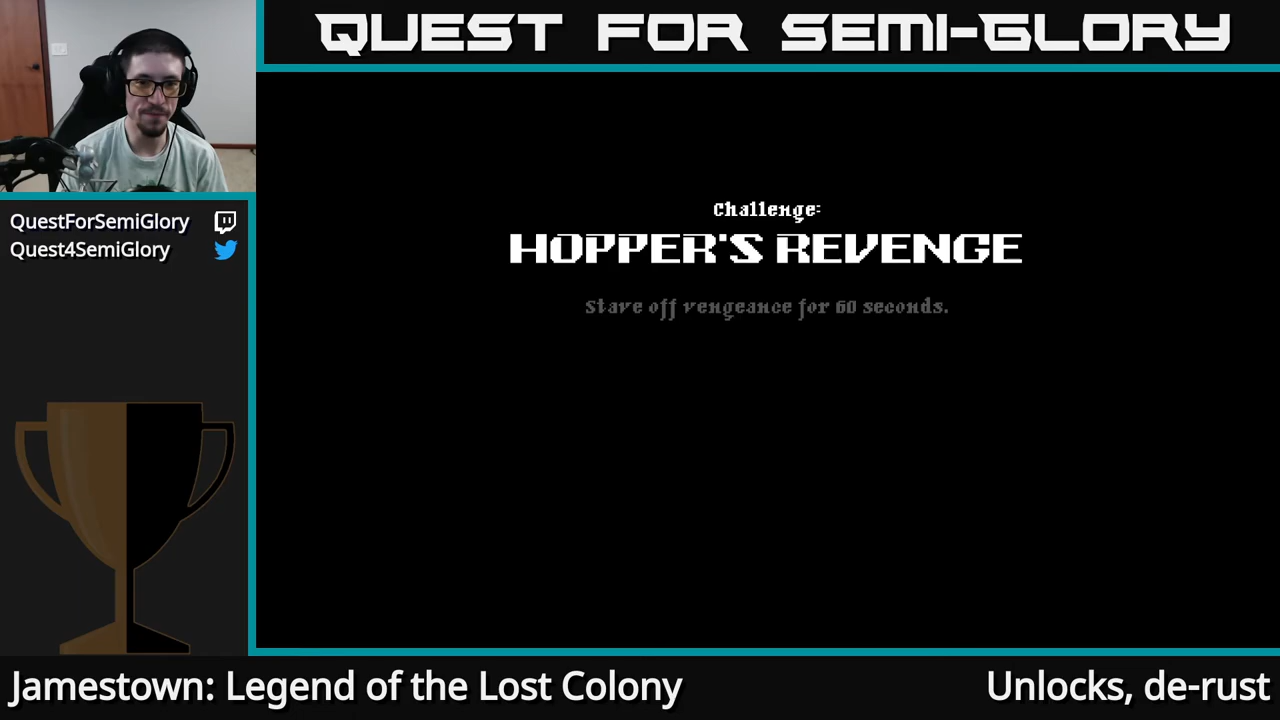 QUEST FOR SEMI-GLORY
QuestForSemiGlory
Quest4SemiGlory
Challenge:
HOPPER'S REVENGE
Stave off vengeance for 60 seconds.
Jamestown: Legend of the Lost Colony
Unlocks, de-rust